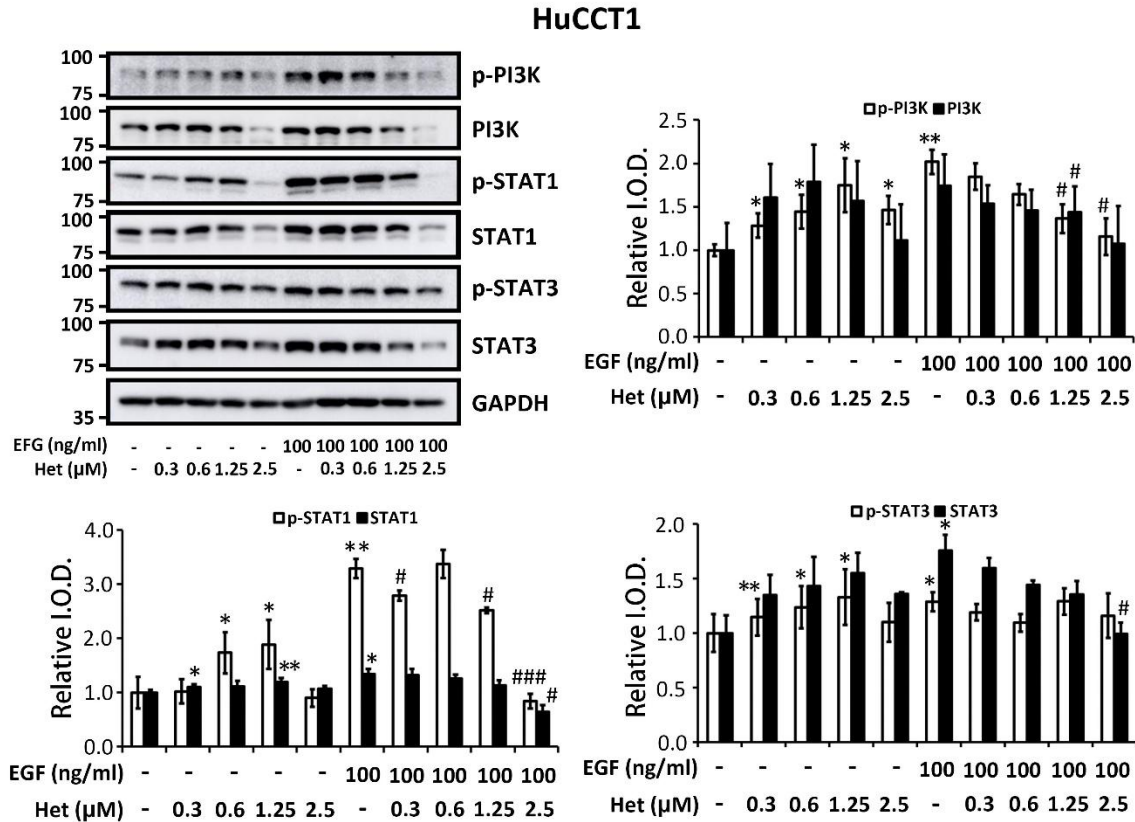 HuCCT1
100
75
p-PI3K
100
75
PI3K
100
75
p-STAT1
100
75
STAT1
100
75
p-STAT3
100
75
STAT3
35
GAPDH
EFG (ng/ml) - - - - - 100 100 100 100 100
Het (µM) - 0.3 0.6 1.25 2.5 - 0.3 0.6 1.25 2.5
p-PI3K PI3K
Relative I.O.D.
2.5
2.0
1.5
1.0
0.5
0.0
* * * * ** # # #
EGF (ng/ml) - - - - - 100 100 100 100 100
Het (µM) - 0.3 0.6 1.25 2.5 - 0.3 0.6 1.25 2.5
p-STAT1 STAT1
Relative I.O.D.
4.0
3.0
2.0
1.0
0.0
* * * ** ** * # # ### #
EGF (ng/ml) - - - - - 100 100 100 100 100
Het (µM) - 0.3 0.6 1.25 2.5 - 0.3 0.6 1.25 2.5
p-STAT3 STAT3
Relative I.O.D.
2.0
1.5
1.0
0.5
0.0
** * * * * #
EGF (ng/ml) - - - - - 100 100 100 100 100
Het (µM) - 0.3 0.6 1.25 2.5 - 0.3 0.6 1.25 2.5